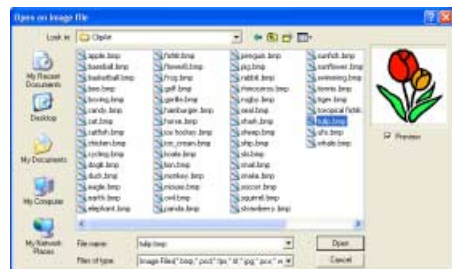 Open an Image File
Look in: ClipArt
My Recent Documents
Desktop
My Documents
My Computer
My Network Places
apple.bmp
baseball.bmp
basketball.bmp
bee.bmp
boxing.bmp
candy.bmp
cat.bmp
catfish.bmp
chicken.bmp
cycling.bmp
dog6.bmp
duck.bmp
eagle.bmp
earth.bmp
elephant.bmp
fish6.bmp
flower6.bmp
frog.bmp
golf.bmp
gorilla.bmp
hamburger.bmp
horse.bmp
ice hockey.bmp
ice_cream.bmp
koala.bmp
lion.bmp
monkey.bmp
mouse.bmp
owl.bmp
panda.bmp
penguin.bmp
pig.bmp
rabbit.bmp
rhinoceros.bmp
rugby.bmp
seal.bmp
shark.bmp
sheep.bmp
ship.bmp
ski.bmp
snail.bmp
snake.bmp
soccer.bmp
squirrel.bmp
strawberry.bmp
sunfish.bmp
sunflower.bmp
swimming.bmp
tennis.bmp
tiger.bmp
toropical fish6.
tulip.bmp
ufo.bmp
whale.bmp
Preview
File name: tulip.bmp
Open
Files of type:
Cancel